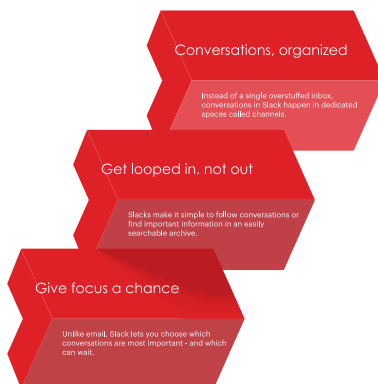 Conversations, organized
Instead of a single overstuffed inbox,
conversations in Slack happen in dedicated
spaces called channels.
Get looped in, not out
Slacks make it simple to follow conversations or
find important information in an easily
searchable archive.
Give focus a chance
Unlike email, Slack lets you choose which
conversations are most important - and which
can wait.